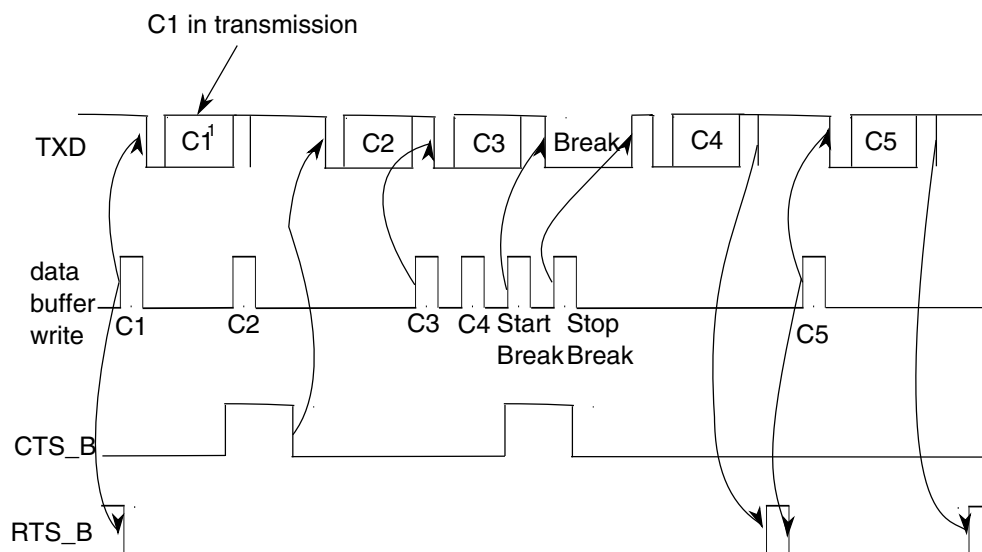 C1 in transmission
TXD
C1
1
C2
C3
Break
C4
C5
data
buffer
write
C1
C2
C3
C4
Start
Break
Stop
Break
C5
CTS_B
RTS_B